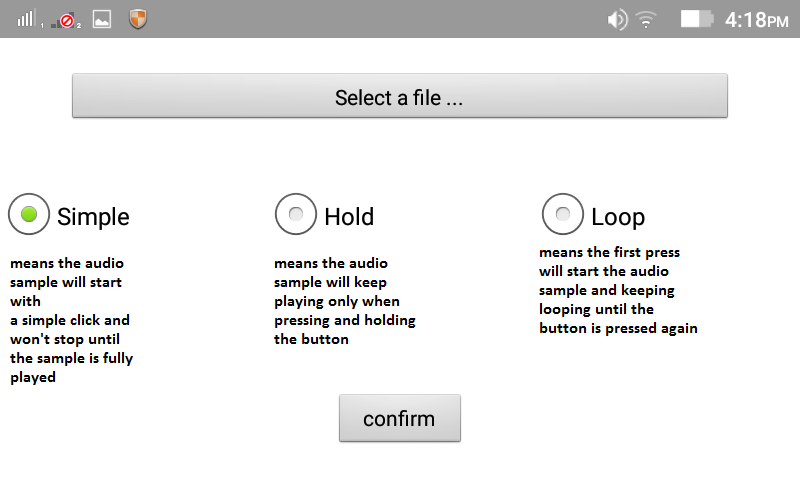 1 2 4:18PM
Select a file ...
Simple
means the audio
sample will start
with
a simple click and
won't stop until
the sample is fully
played
Hold
means the audio
sample will keep
playing only when
pressing and holding
the button
Loop
means the first press
will start the audio
sample and keeping
looping until the
button is pressed again
confirm